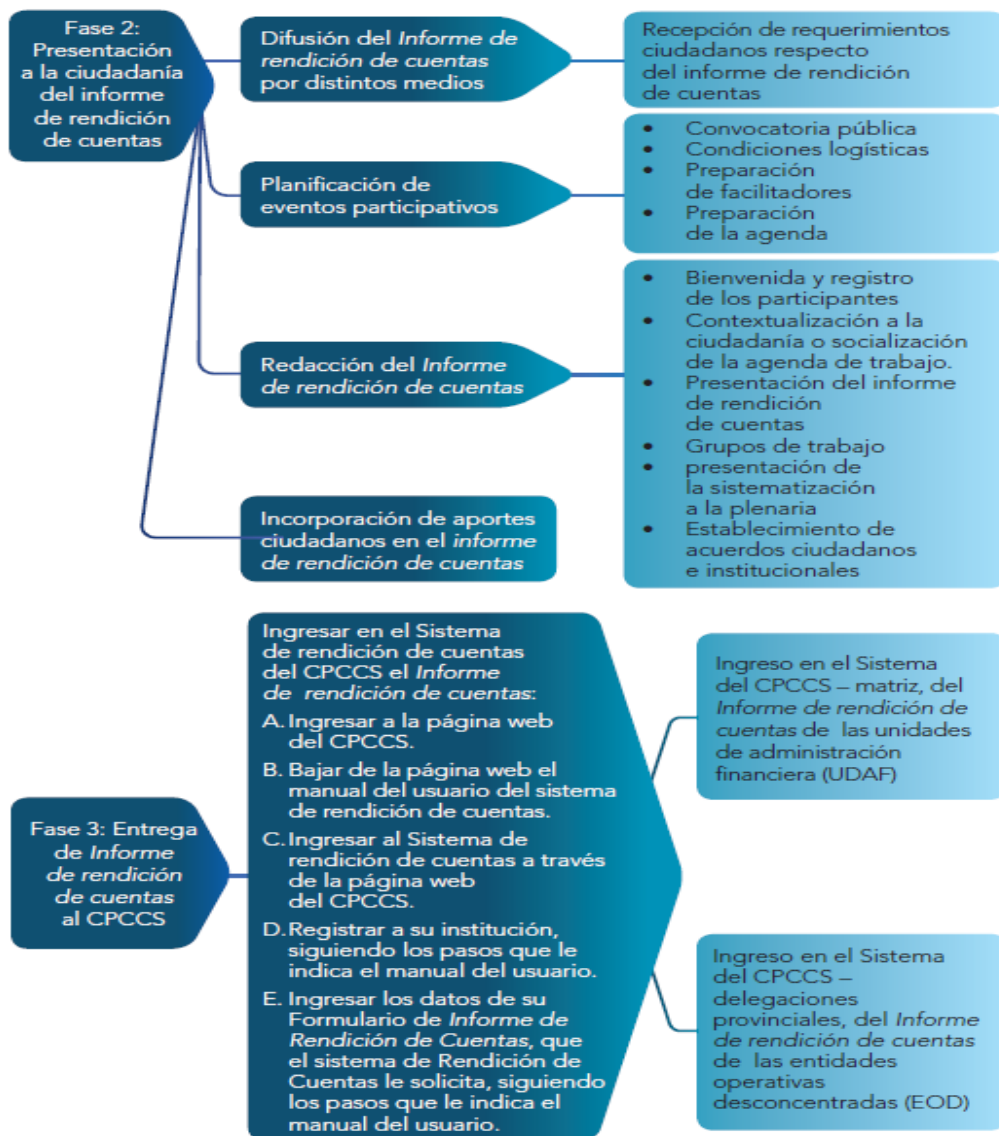 Fase 2:
Presentación
a la ciudadanía
del informe
de rendición
de cuentas
Difusión del Informe de
rendición de cuentas
por distintos medios
Recepción de requerimientos
ciudadanos respecto
del informe de rendición
de cuentas
Planificación de
eventos participativos
• Convocatoria pública
• Condiciones logísticas
• Preparación
de facilitadores
• Preparación
de la agenda
Redacción del Informe
de rendición de cuentas
• Bienvenida y registro
de los participantes
• Contextualización a la
ciudadanía o socialización
de la agenda de trabajo.
• Presentación del informe
de rendición
de cuentas
• Grupos de trabajo
• presentación de
la sistematización
a la plenaria
• Establecimiento de
acuerdos ciudadanos
e institucionales
Incorporación de aportes
ciudadanos en el informe
de rendición de cuentas
Fase 3: Entrega
de Informe
de rendición
de cuentas
al CPCCS
Ingresar en el Sistema
de rendición de cuentas
del CPCCS el Informe
de rendición de cuentas:
A. Ingresar a la página web
del CPCCS.
B. Bajar de la página web el
manual del usuario del sistema
de rendición de cuentas.
C. Ingresar al Sistema de
rendición de cuentas a través
de la página web
del CPCCS.
D. Registrar a su institución,
siguiendo los pasos que le
indica el manual del usuario.
E. Ingresar los datos de su
Formulario de Informe de
Rendición de Cuentas, que
el sistema de Rendición de
Cuentas le solicita, siguiendo
los pasos que le indica el
manual del usuario.
Ingreso en el Sistema
del CPCCS – matriz, del
Informe de rendición de
cuentas de las unidades
de administración
financiera (UDAF)
Ingreso en el Sistema
del CPCCS –
delegaciones
provinciales, del Informe
de rendición de cuentas
de las entidades
operativas
desconcentradas (EOD)